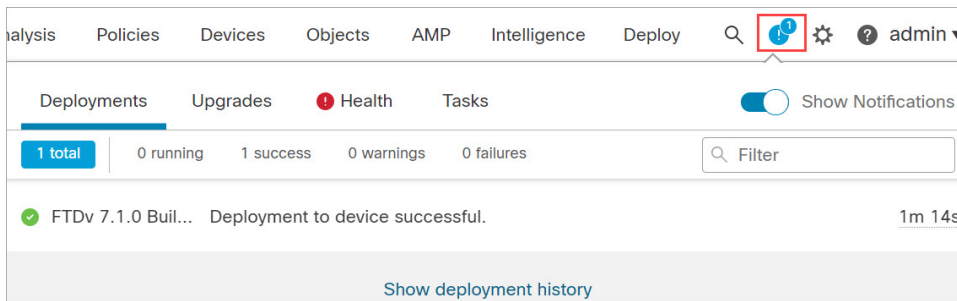 nalysis Policies Devices Objects AMP Intelligence Deploy 1 admin
Deployments Upgrades Health Tasks Show Notifications
1 total 0 running 1 success 0 warnings 0 failures Filter
FTDv 7.1.0 Buil... Deployment to device successful. 1m 14s
Show deployment history